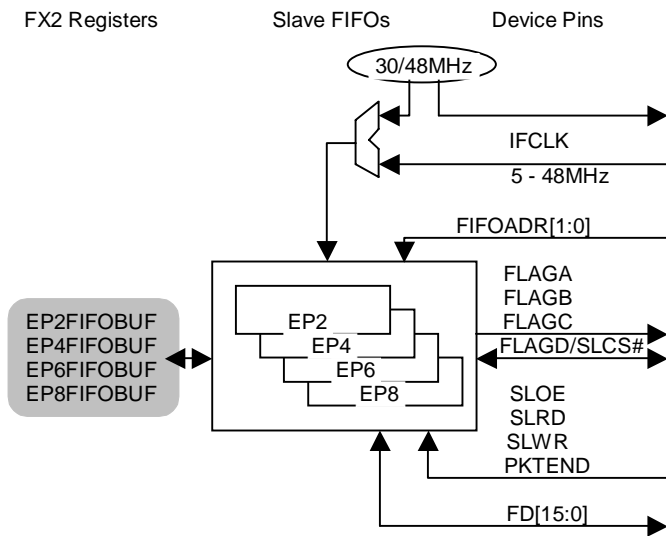 FX2 Registers
Slave FIFOs
Device Pins
30/48MHz
IFCLK
5 - 48MHz
FIFOADR[1:0]
EP2FIFOBUF
EP4FIFOBUF
EP6FIFOBUF
EP8FIFOBUF
EP2
EP4
EP6
EP8
FLAGA
FLAGB
FLAGC
FLAGD/SLCS#
SLOE
SLRD
SLWR
PKTEND
FD[15:0]